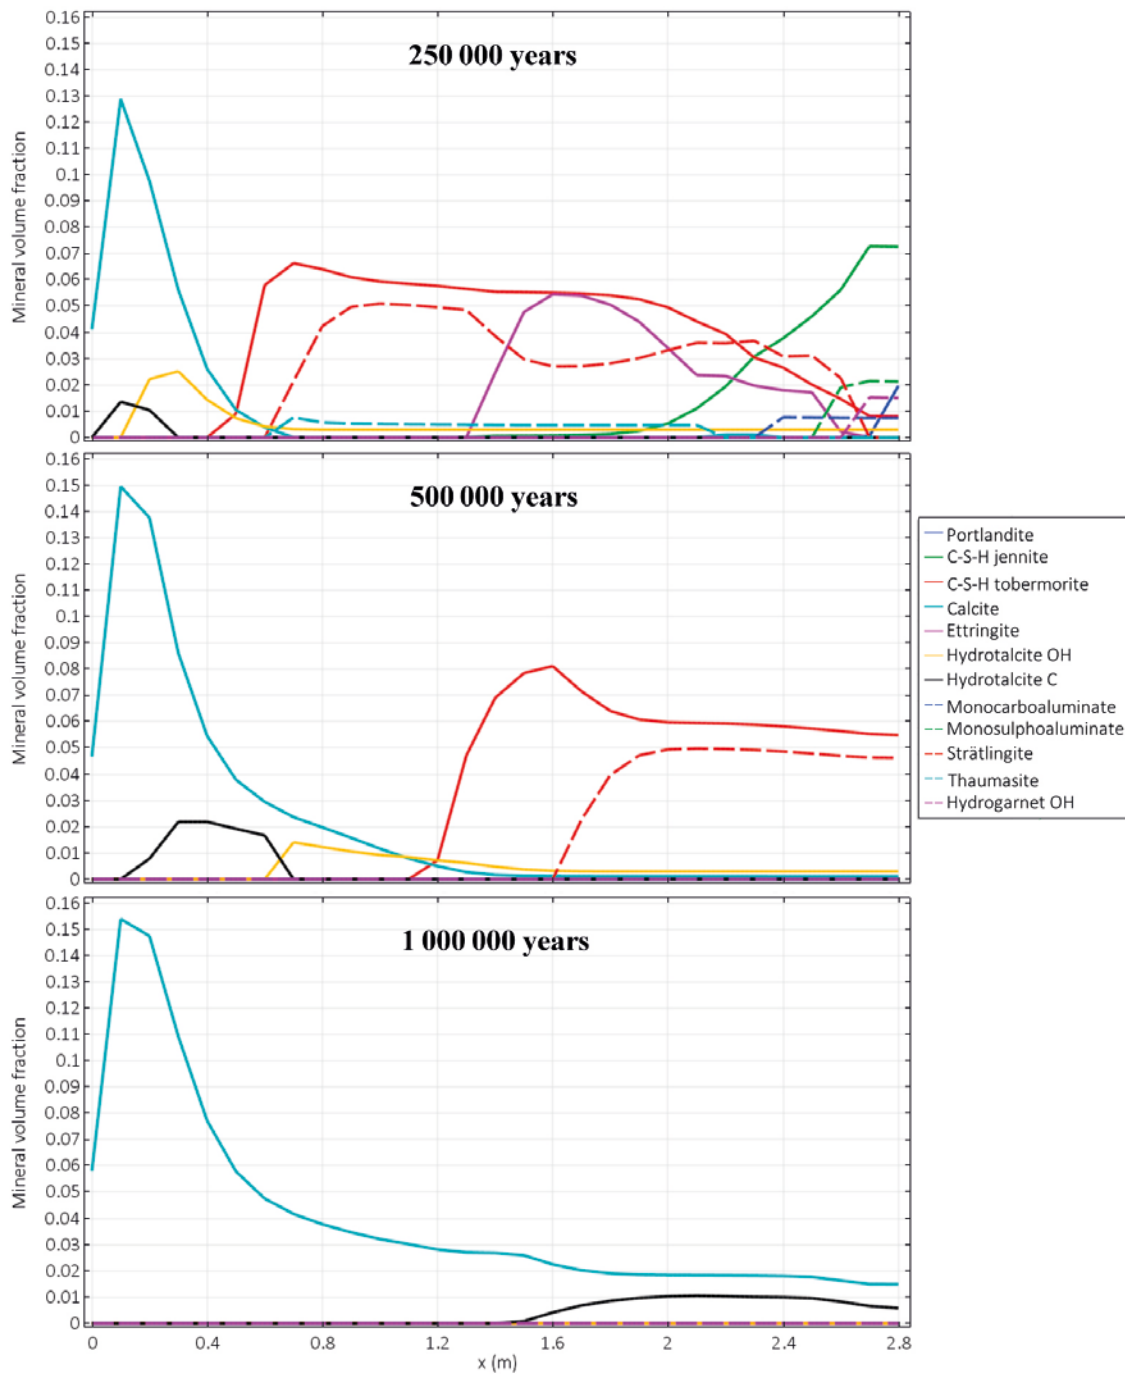 250 000 years
Mineral volume fraction
0.16
0.15
0.14
0.13
0.12
0.11
0.1
0.09
0.08
0.07
0.06
0.05
0.04
0.03
0.02
0.01
0
500 000 years
Mineral volume fraction
0.16
0.15
0.14
0.13
0.12
0.11
0.1
0.09
0.08
0.07
0.06
0.05
0.04
0.03
0.02
0.01
0
Portlandite
C-S-H jennite
C-S-H tobermorite
Calcite
Ettringite
Hydrotalcite OH
Hydrotalcite C
Monocarboaluminate
Monosulphoaluminate
Strätlingite
Thaumasite
Hydrogarnet OH
1 000 000 years
Mineral volume fraction
0.16
0.15
0.14
0.13
0.12
0.11
0.1
0.09
0.08
0.07
0.06
0.05
0.04
0.03
0.02
0.01
0
0 0.4 0.8 1.2 1.6 2 2.4 2.8
x (m)